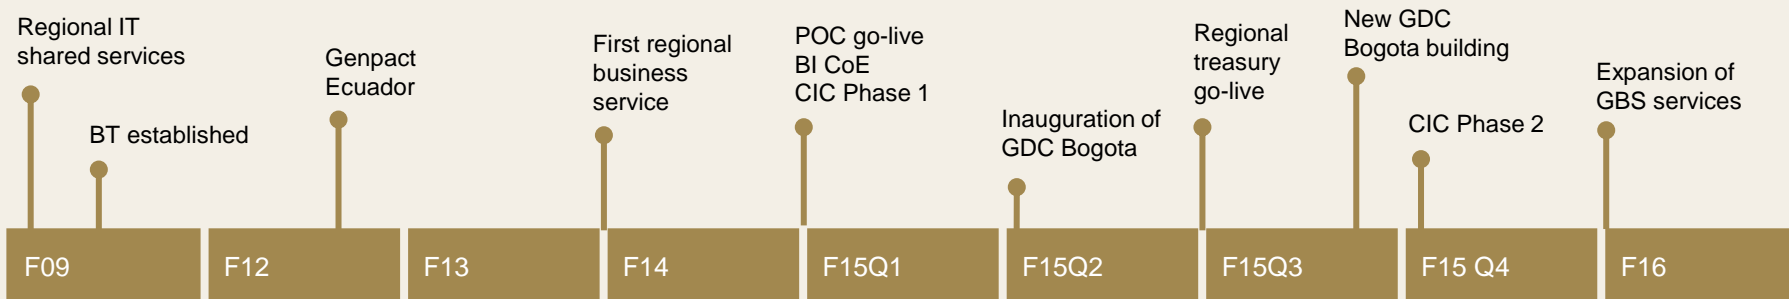 Regional IT
shared services
BT established
Genpact
Ecuador
First regional
business
service
POC go-live
BI CoE
CIC Phase 1
Inauguration of
GDC Bogota
Regional
treasury
go-live
New GDC
Bogota building
CIC Phase 2
Expansion of
GBS services
F09
F12
F13
F14
F15Q1
F15Q2
F15Q3
F15 Q4
F16